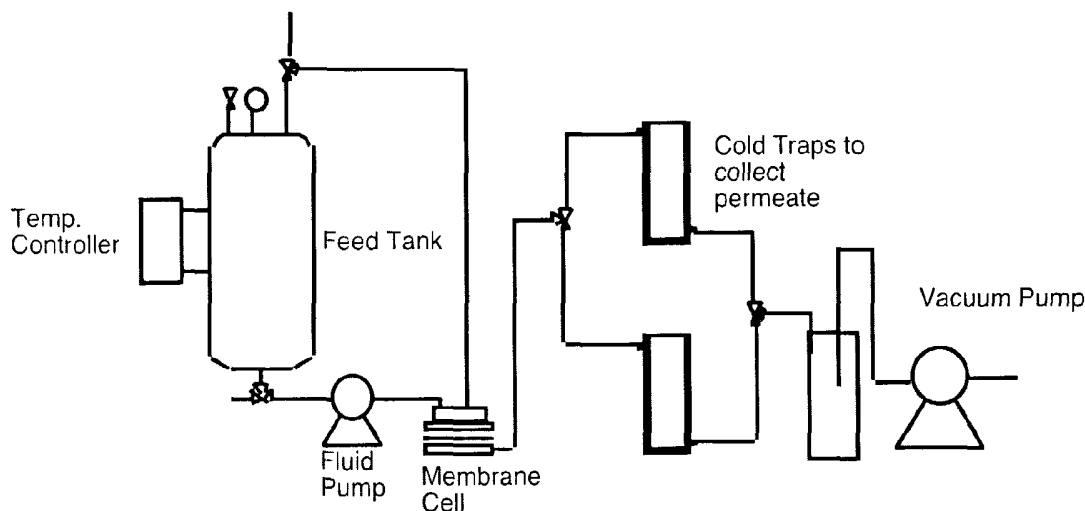 Temp.
Controller
Feed Tank
Fluid
Pump
Membrane
Cell
Cold Traps to
collect
permeate
Vacuum Pump